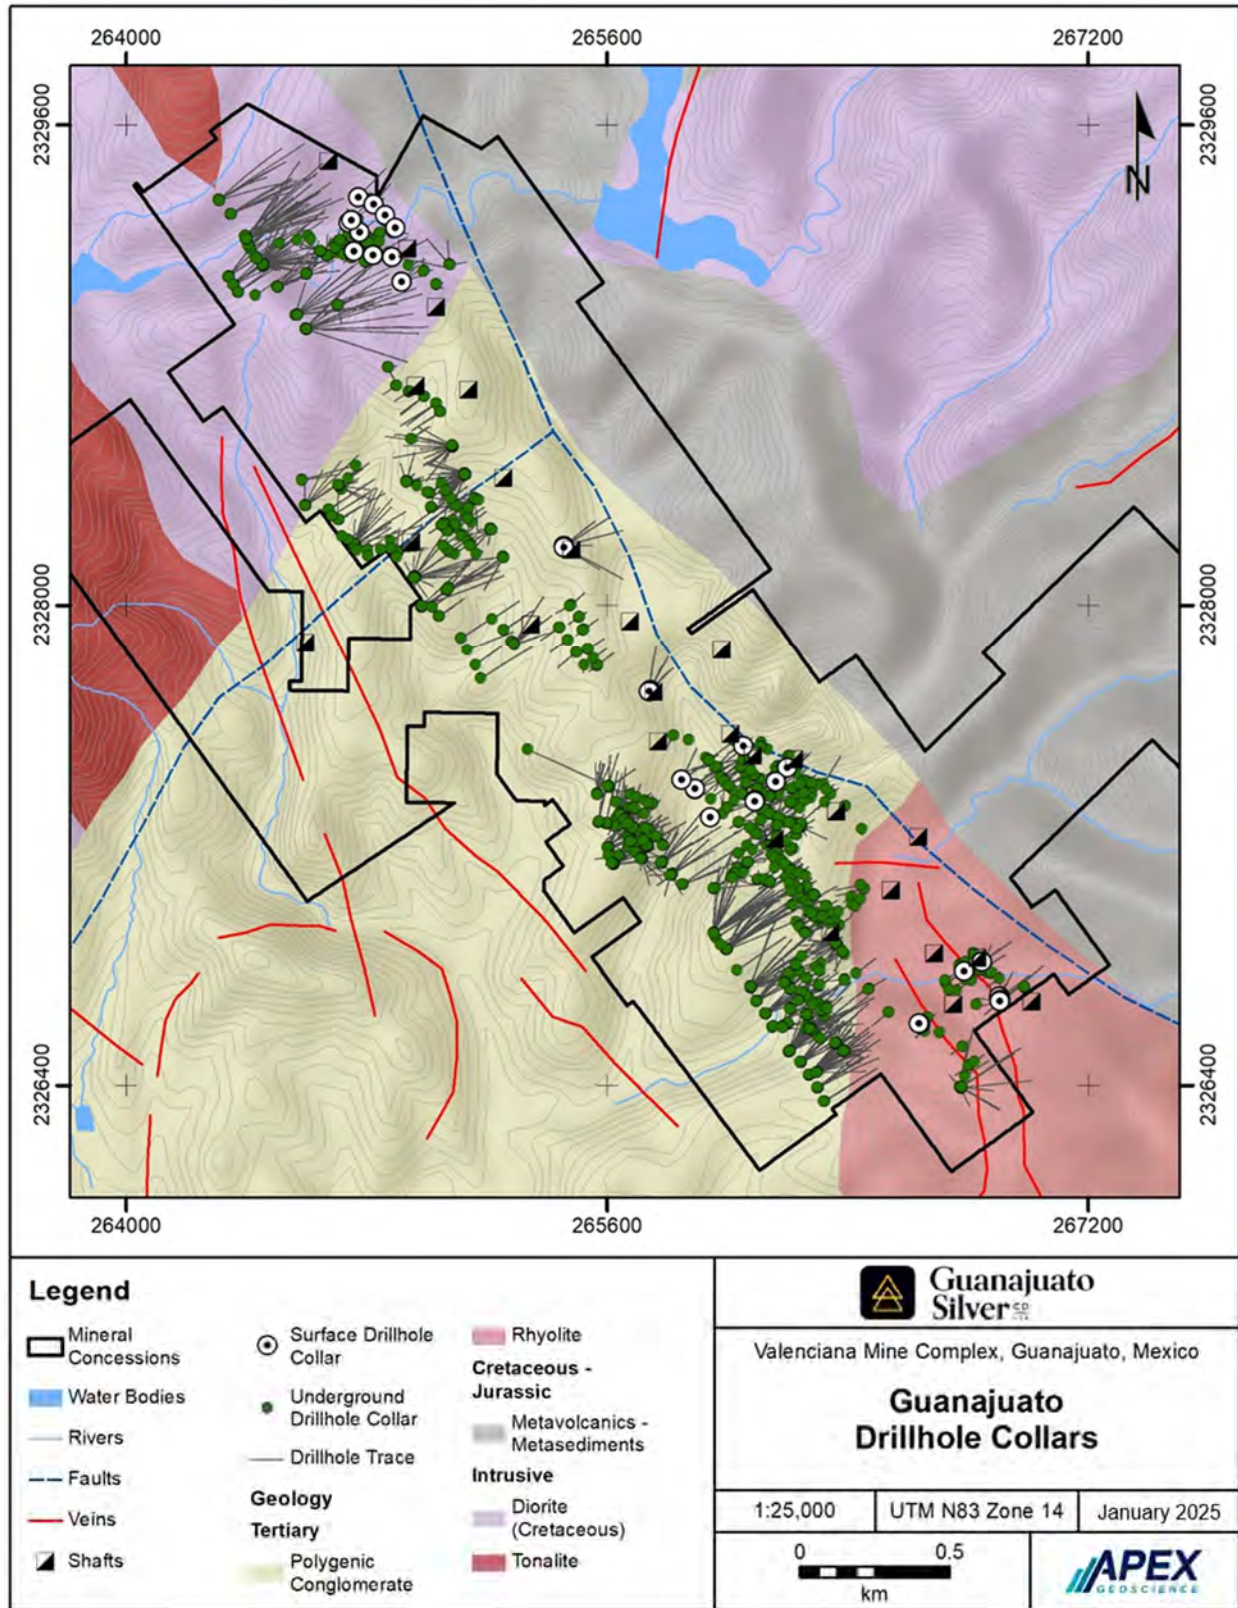 264000 265600 267200
2329600 2329600
N
2328000 2328000
2326400 2326400
264000 265600 267200
Legend
Mineral
Concessions
Water Bodies
Rivers
Faults
Veins
Shafts
Surface Drillhole
Collar
Underground
Drillhole Collar
Drillhole Trace
Geology
Tertiary
Polygenic
Conglomerate
Rhyolite
Cretaceous -
Jurassic
Metavolcanics -
Metasediments
Intrusive
Diorite
(Cretaceous)
Tonalite
Guanajuato
Silver
Valenciana Mine Complex, Guanajuato, Mexico
Guanajuato
Drillhole Collars
1:25,000 UTM N83 Zone 14 January 2025
0 0.5
km
APEX
GEOSCIENCE